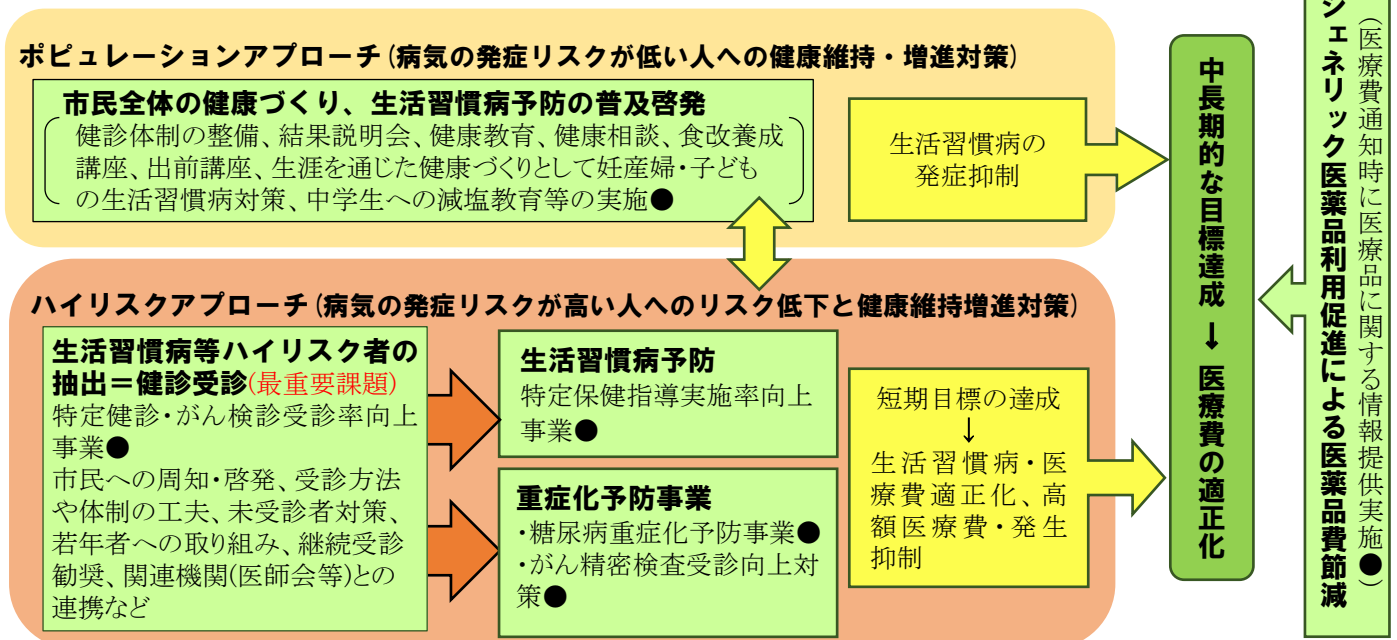 ポピュレーションアプローチ(病気の発症リスクが低い人への健康維持・増進対策)
市民全体の健康づくり、生活習慣病予防の普及啓発
健診体制の整備、結果説明会、健康教育、健康相談、食改養成
講座、出前講座、生涯を通じた健康づくりとして妊産婦・子ども
の生活習慣病対策、中学生への減塩教育等の実施●
生活習慣病の
発症抑制
ハイリスクアプローチ(病気の発症リスクが高い人へのリスク低下と健康維持増進対策)
生活習慣病等ハイリスク者の
抽出＝健診受診(最重要課題)
特定健診・がん検診受診率向上
事業●
市民への周知・啓発、受診方法
や体制の工夫、未受診者対策、
若年者への取り組み、継続受診
勧奨、関連機関(医師会等)との
連携など
生活習慣病予防
特定保健指導実施率向上
事業●
重症化予防事業
・糖尿病重症化予防事業●
・がん精密検査受診向上対
策●
短期目標の達成
↓
生活習慣病・医
療費適正化、高
額医療費・発生
抑制
中長期的な目標達成 → 医療費の適正化
ジェネリック医薬品利用促進による医薬品費節減
(医療費通知時に医療品に関する情報提供実施●)